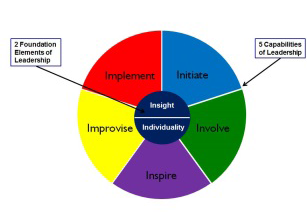 2 Foundation
Elements of
Leadership
5 Capabilities
of Leadership
Implement
Initiate
Insight
Individuality
Improvise
Involve
Inspire